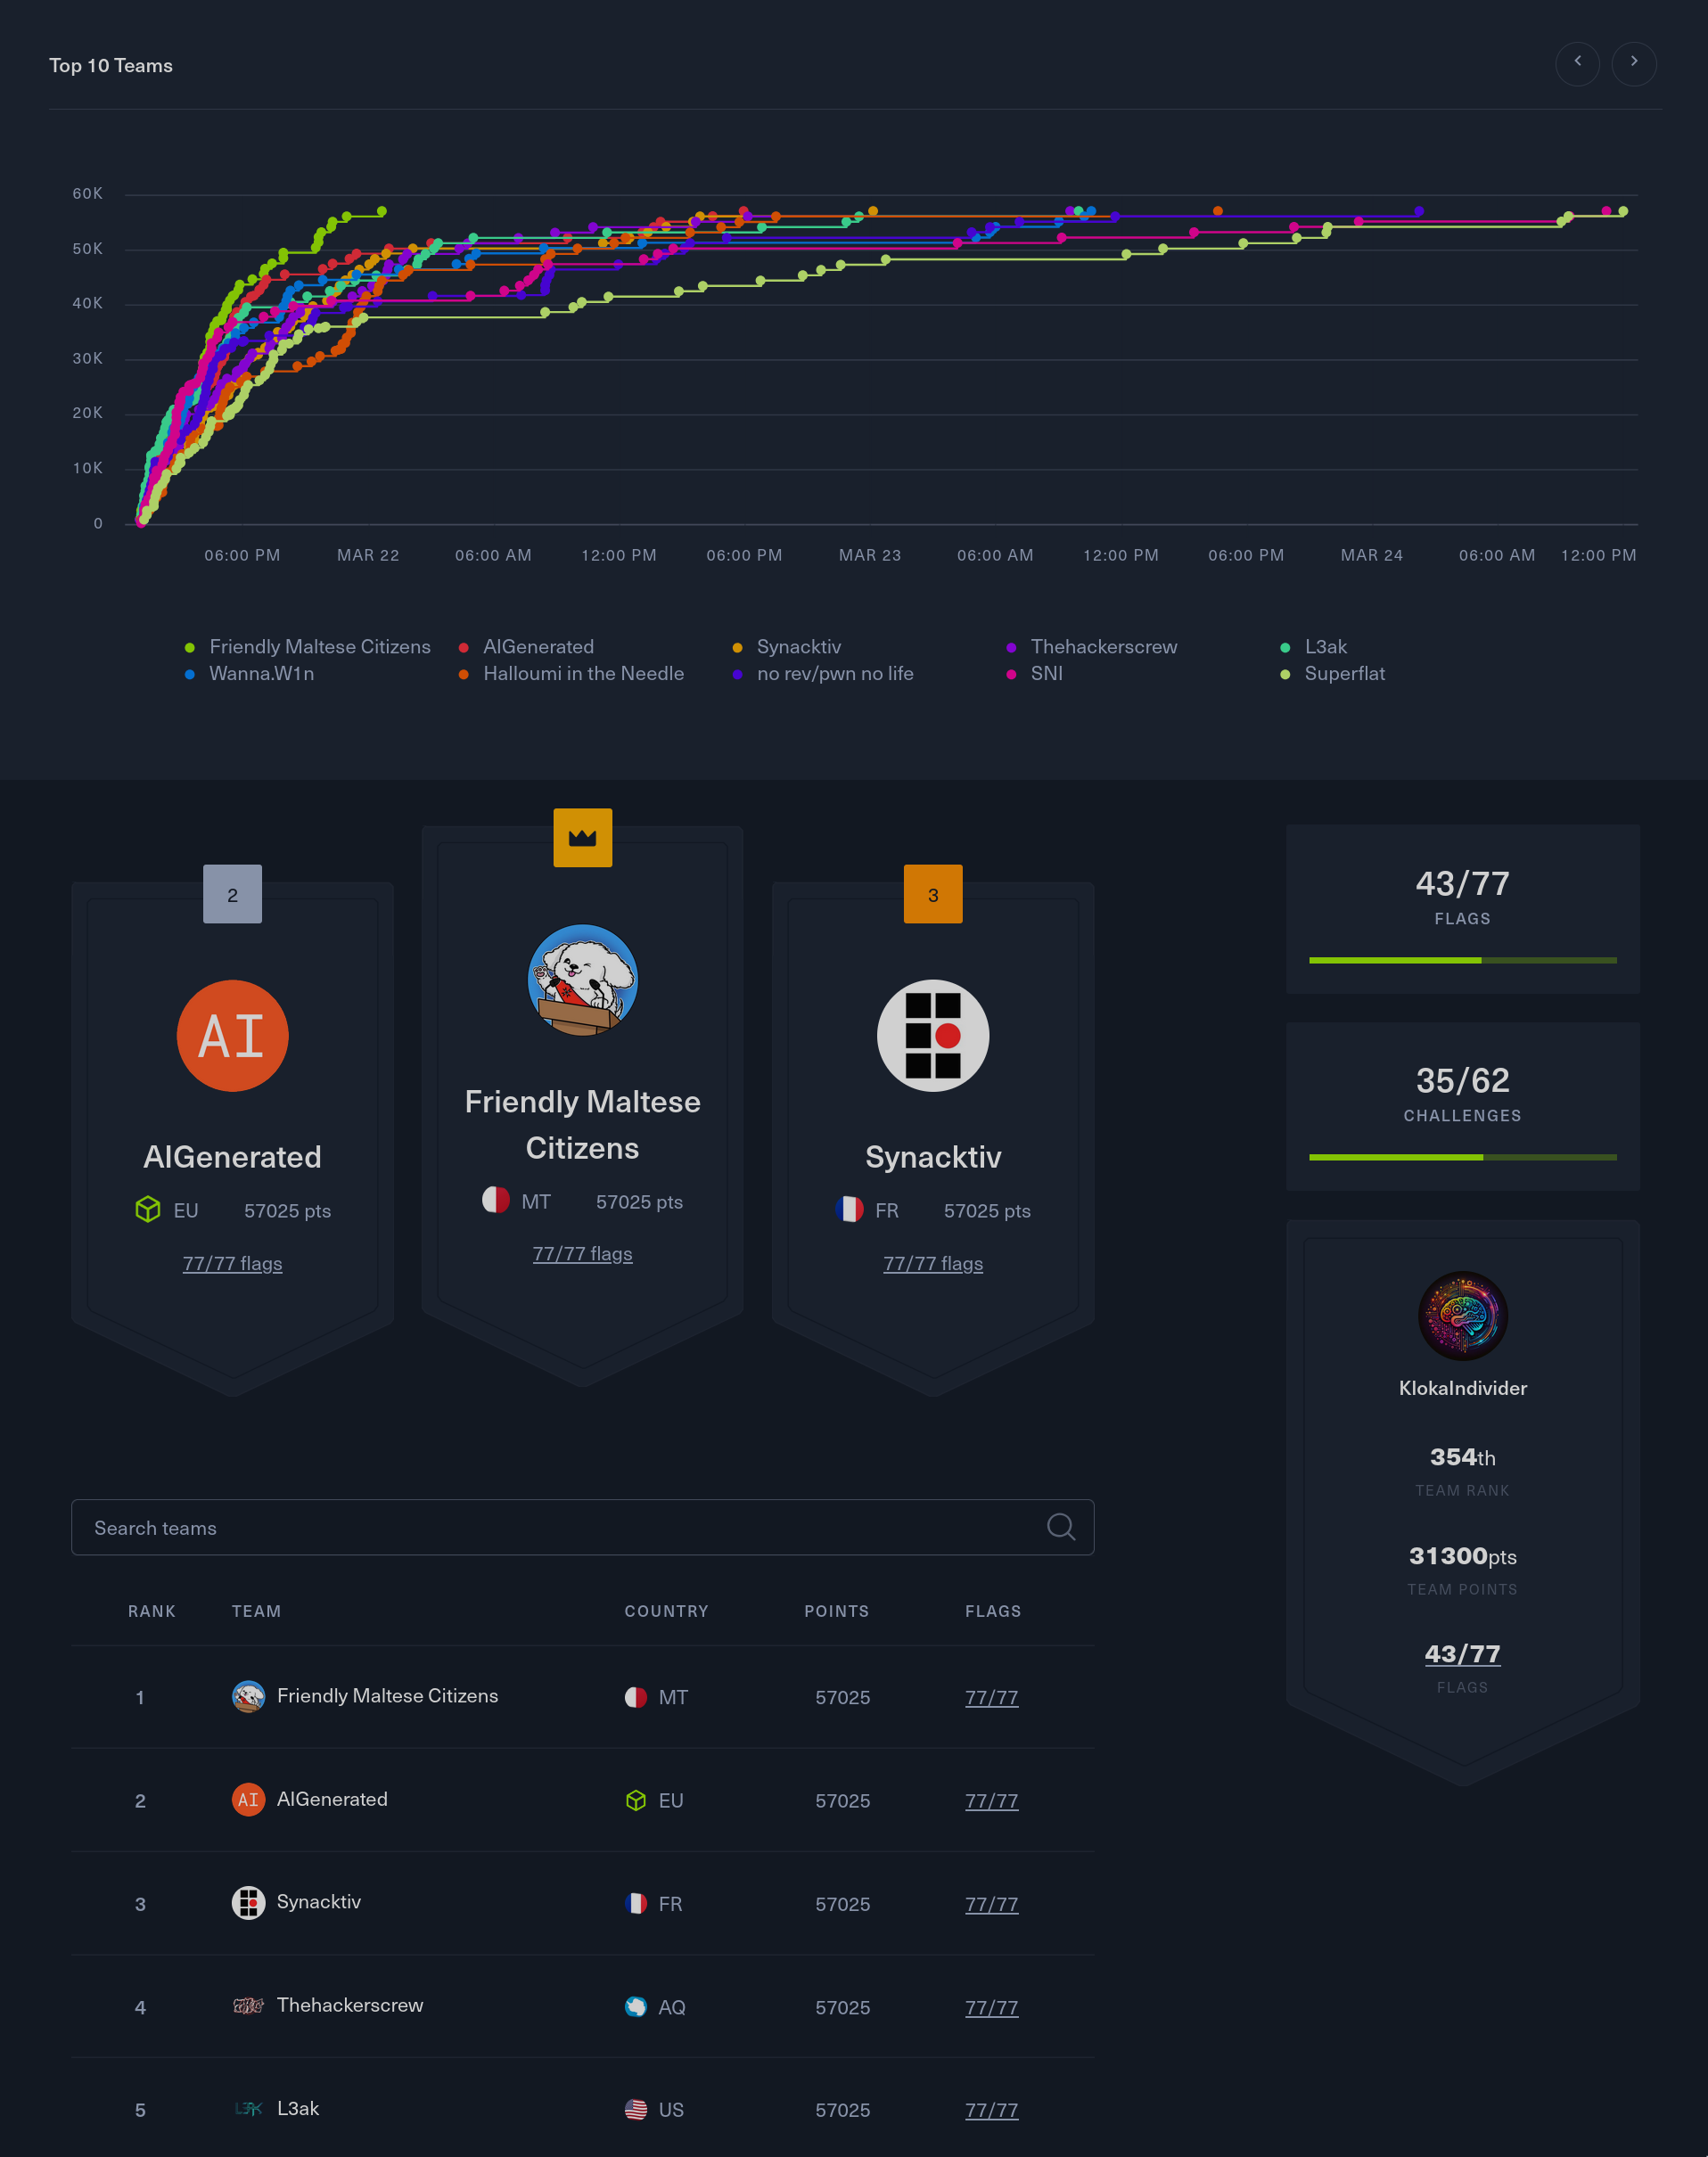 Top 10 Teams
60K
50K
40K
30K
20K
10K
0
06:00 PM MAR 22 06:00 AM 12:00 PM 06:00 PM MAR 23 06:00 AM 12:00 PM 06:00 PM MAR 24 06:00 AM 12:00 PM
Friendly Maltese Citizens AIGenerated Synacktiv Thehackerscrew L3ak
Wanna.W1n Halloumi in the Needle no rev/pwn no life SNI Superflat
2
AI
AIGenerated
EU 57025 pts
77/77 flags
Friendly Maltese
Citizens
MT 57025 pts
77/77 flags
3
Synacktiv
FR 57025 pts
77/77 flags
43/77
FLAGS
35/62
CHALLENGES
KlokaIndivider
354th
TEAM RANK
31300pts
TEAM POINTS
43/77
FLAGS
Search teams
RANK TEAM COUNTRY POINTS FLAGS
1 Friendly Maltese Citizens MT 57025 77/77
2 AI AIGenerated EU 57025 77/77
3 Synacktiv FR 57025 77/77
4 Thehackerscrew AQ 57025 77/77
5 L3AK L3ak US 57025 77/77